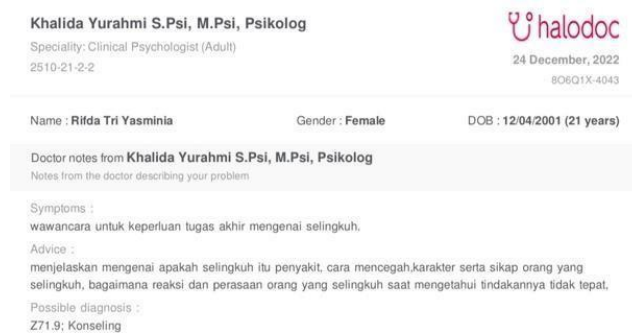 Khalida Yurahmi S.Psi, M.Psi, Psikolog
Speciality: Clinical Psychologist (Adult)
2510-21-2-2
halodoc
24 December, 2022
8O6Q1X-4043
Name : Rifda Tri Yasminia Gender : Female DOB : 12/04/2001 (21 years)
Doctor notes from Khalida Yurahmi S.Psi, M.Psi, Psikolog
Notes from the doctor describing your problem
Symptoms :
wawancara untuk keperluan tugas akhir mengenai selingkuh.
Advice :
menjelaskan mengenai apakah selingkuh itu penyakit, cara mencegah,karakter serta sikap orang yang
selingkuh, bagaimana reaksi dan perasaan orang yang selingkuh saat mengetahui tindakannya tidak tepat,
Possible diagnosis :
Z71.9; Konseling